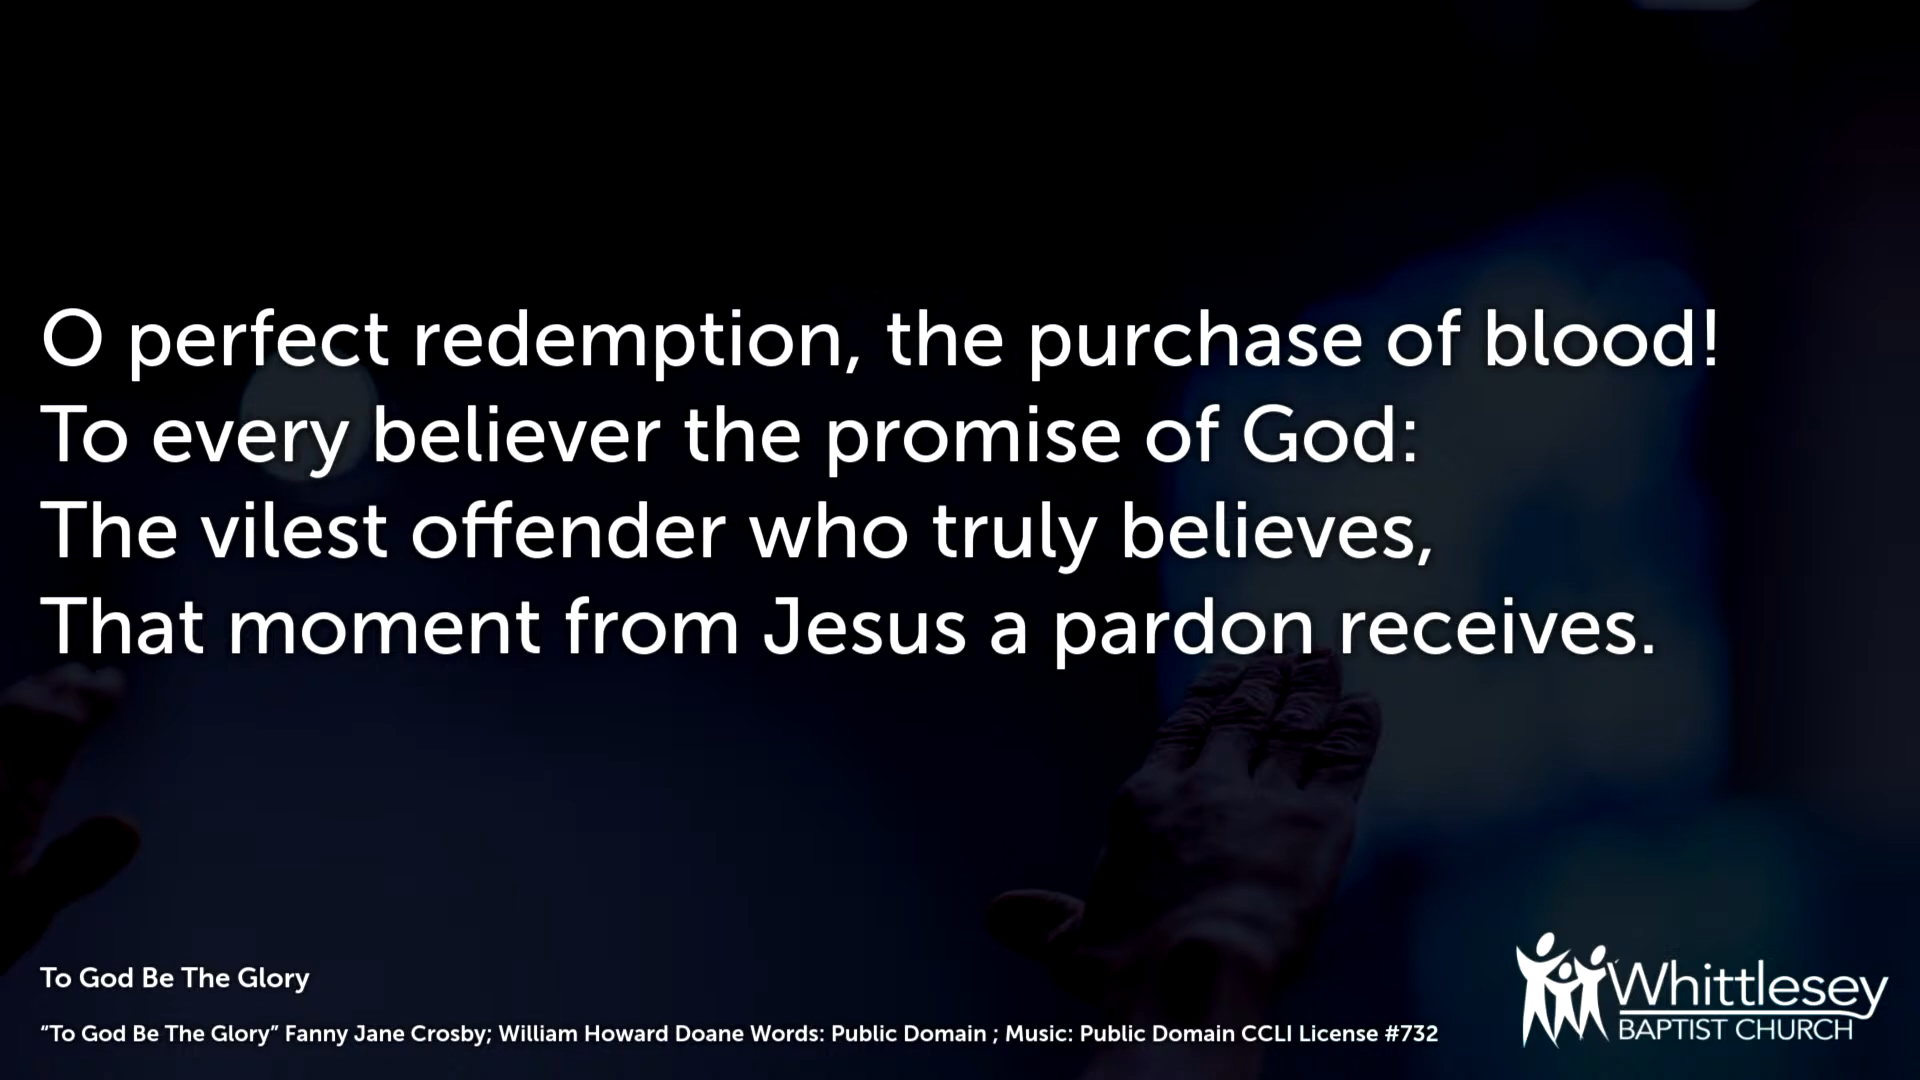 O perfect redemption, the purchase of blood!
To every believer the promise of God:
The vilest offender who truly believes,
That moment from Jesus a pardon receives.
To God Be The Glory
“To God Be The Glory” Fanny Jane Crosby; William Howard Doane Words: Public Domain ; Music: Public Domain CCLI License #732
Whittlesey
BAPTIST CHURCH